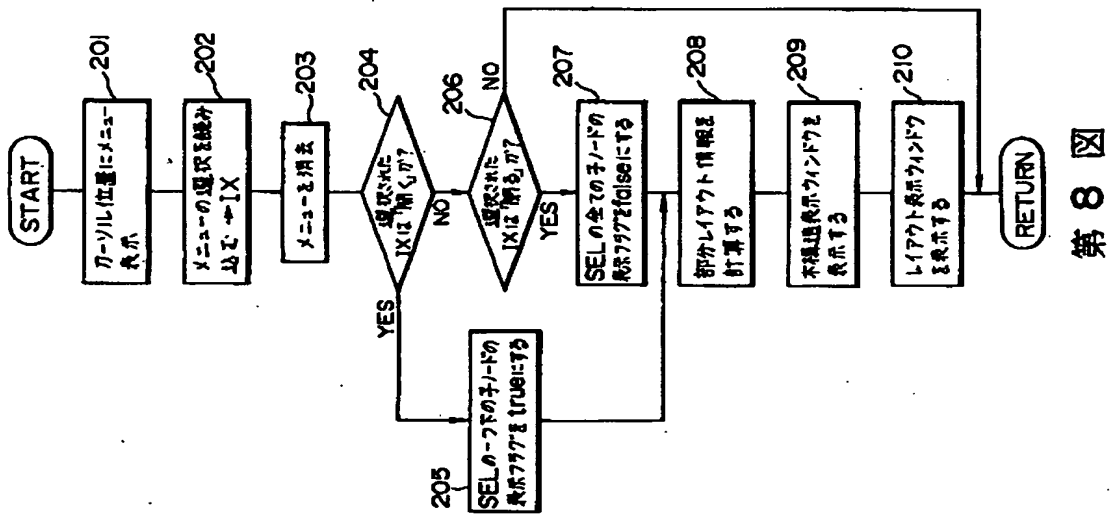 START
201
カーソル位置にメニュー
表示
202
メニューの選択を読み
込む→IX
203
メニューを消去
204
選択された
IXは「開く」か?
YES
NO
205
SELの一つ下の子ノードの
表示フラグをtrueにする
206
選択された
IXは「閉る」か?
NO
YES
207
SELの全ての子ノードの
表示フラグをfalseにする
208
部分レイアウト情報を
計算する
209
木構造表示ウィンドウを
表示する
210
レイアウト表示ウィンドウ
を表示する
RETURN
第8図